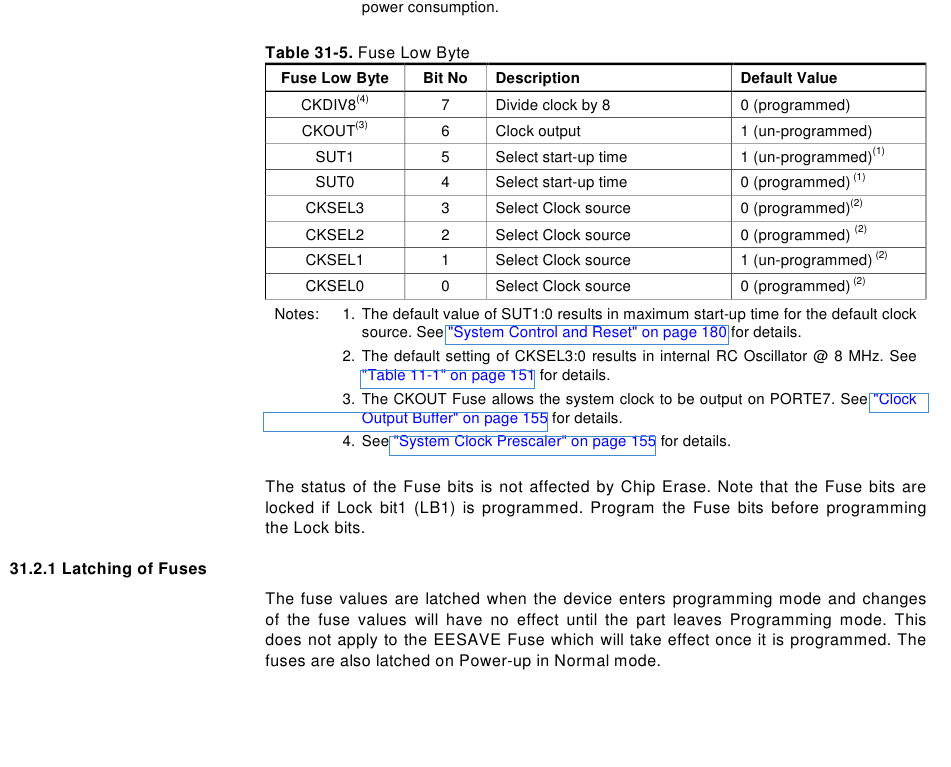 power consumption.
Table 31-5. Fuse Low Byte
Fuse Low Byte Bit No Description Default Value
CKDIV8(4) 7 Divide clock by 8 0 (programmed)
CKOUT(3) 6 Clock output 1 (un-programmed)
SUT1 5 Select start-up time 1 (un-programmed)(1)
SUT0 4 Select start-up time 0 (programmed) (1)
CKSEL3 3 Select Clock source 0 (programmed)(2)
CKSEL2 2 Select Clock source 0 (programmed) (2)
CKSEL1 1 Select Clock source 1 (un-programmed) (2)
CKSEL0 0 Select Clock source 0 (programmed) (2)
Notes: 1. The default value of SUT1:0 results in maximum start-up time for the default clock
source. See "System Control and Reset" on page 180 for details.
2. The default setting of CKSEL3:0 results in internal RC Oscillator @ 8 MHz. See
"Table 11-1" on page 151 for details.
3. The CKOUT Fuse allows the system clock to be output on PORTE7. See "Clock
Output Buffer" on page 155 for details.
4. See "System Clock Prescaler" on page 155 for details.
The status of the Fuse bits is not affected by Chip Erase. Note that the Fuse bits are
locked if Lock bit1 (LB1) is programmed. Program the Fuse bits before programming
the Lock bits.
31.2.1 Latching of Fuses
The fuse values are latched when the device enters programming mode and changes
of the fuse values will have no effect until the part leaves Programming mode. This
does not apply to the EESAVE Fuse which will take effect once it is programmed. The
fuses are also latched on Power-up in Normal mode.